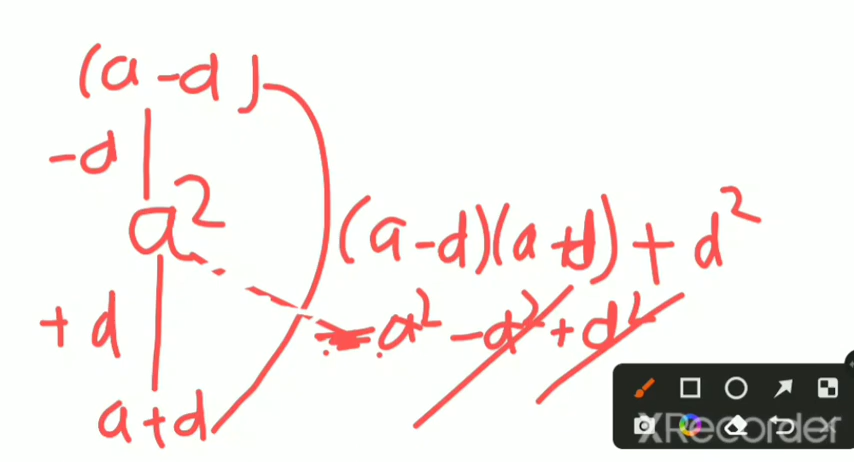 (a-d)
-d
a²
(a-d)(a+d)+d²
+d
a²-d²+d²
a+d
XRecorder